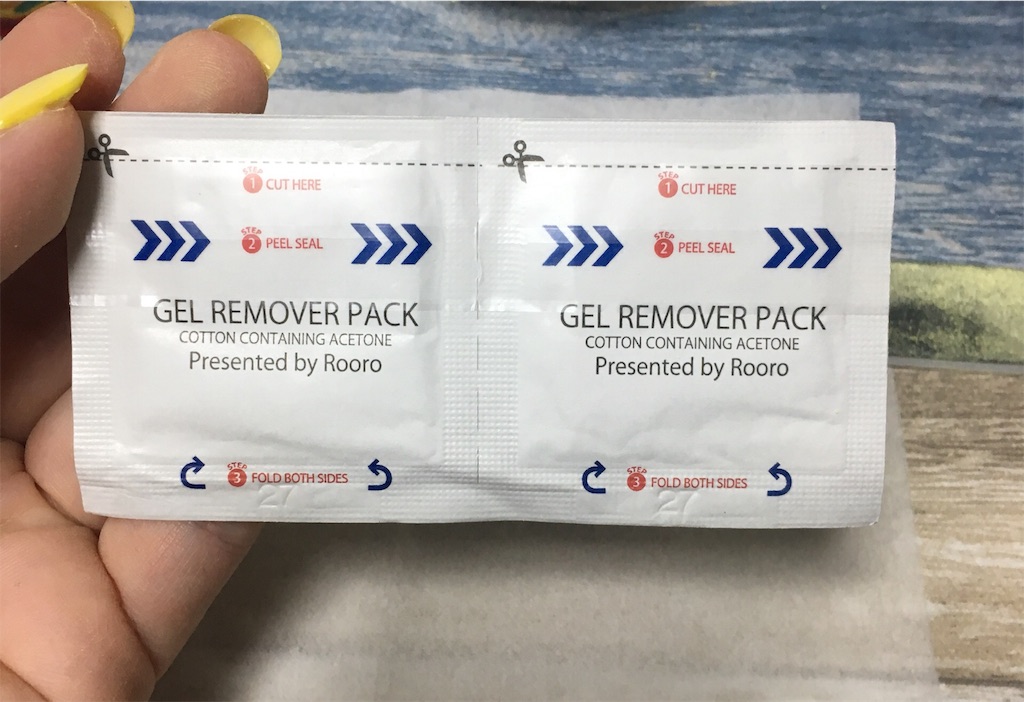 STEP 1 CUT HERE
STEP 2 PEEL SEAL
GEL REMOVER PACK
COTTON CONTAINING ACETONE
Presented by Rooro
STEP 3 FOLD BOTH SIDES
27
STEP 1 CUT HERE
STEP 2 PEEL SEAL
GEL REMOVER PACK
COTTON CONTAINING ACETONE
Presented by Rooro
STEP 3 FOLD BOTH SIDES
27